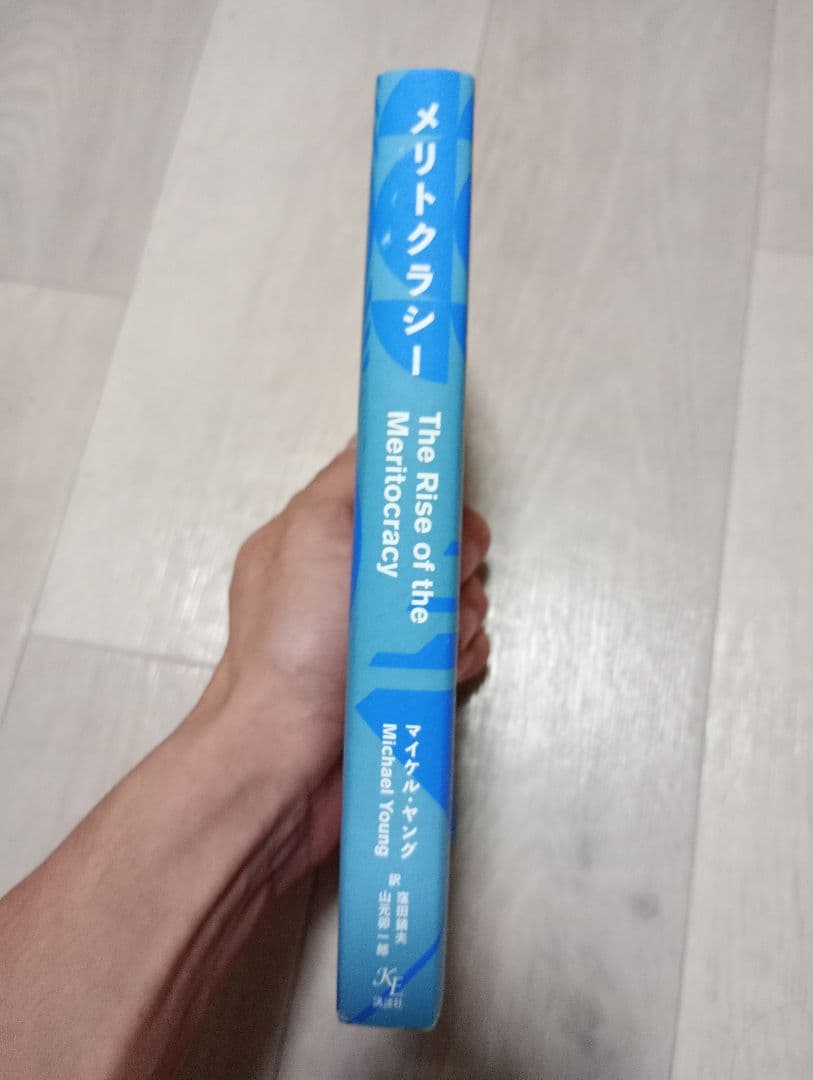 メリトクラシー
The Rise of the
Meritocracy
マイケル・ヤング
Michael Young
訳
窪田鎮夫
山元卯一郎
KE
講談社